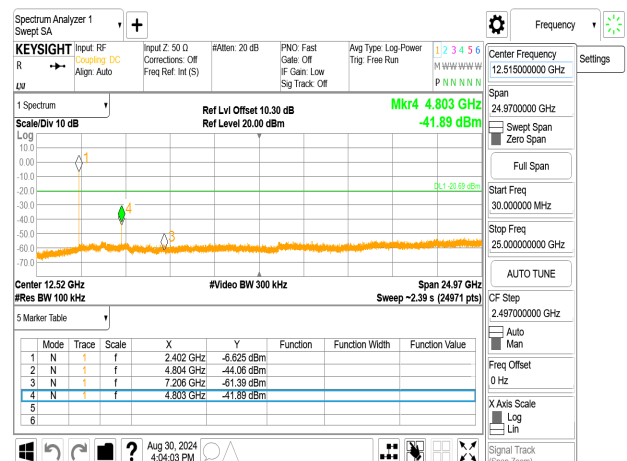 Spectrum Analyzer 1
Swept SA
Frequency
KEYSIGHT
R
Input: RF
Coupling: DC
Align: Auto
Input Z: 50 Ω
Corrections: Off
Freq Ref: Int (S)
#Atten: 20 dB
PNO: Fast
Gate: Off
IF Gain: Low
Sig Track: Off
Avg Type: Log-Power
Trig: Free Run
1 2 3 4 5 6
M W W W W W
P N N N N N
Settings
1 Spectrum
Scale/Div 10 dB
Ref Lvl Offset 10.30 dB
Ref Level 20.00 dBm
Mkr4 4.803 GHz
-41.89 dBm
Log
10.0
0.00
-10.0
-20.0
-30.0
-40.0
-50.0
-60.0
-70.0
1
4
3
DL1 -20.69 dBm
Center 12.52 GHz
#Res BW 100 kHz
#Video BW 300 kHz
Span 24.97 GHz
Sweep ~2.39 s (24971 pts)
5 Marker Table
Mode Trace Scale X Y Function Function Width Function Value
1 N 1 f 2.402 GHz -6.625 dBm
2 N 1 f 4.804 GHz -44.06 dBm
3 N 1 f 7.206 GHz -61.39 dBm
4 N 1 f 4.803 GHz -41.89 dBm
5
6
?
Aug 30, 2024
4:04:03 PM
Center Frequency
12.515000000 GHz
Span
24.9700000 GHz
Swept Span
Zero Span
Full Span
Start Freq
30.000000 MHz
Stop Freq
25.000000000 GHz
AUTO TUNE
CF Step
2.497000000 GHz
Auto
Man
Freq Offset
0 Hz
X Axis Scale
Log
Lin
Signal Track
(Span Zoom)